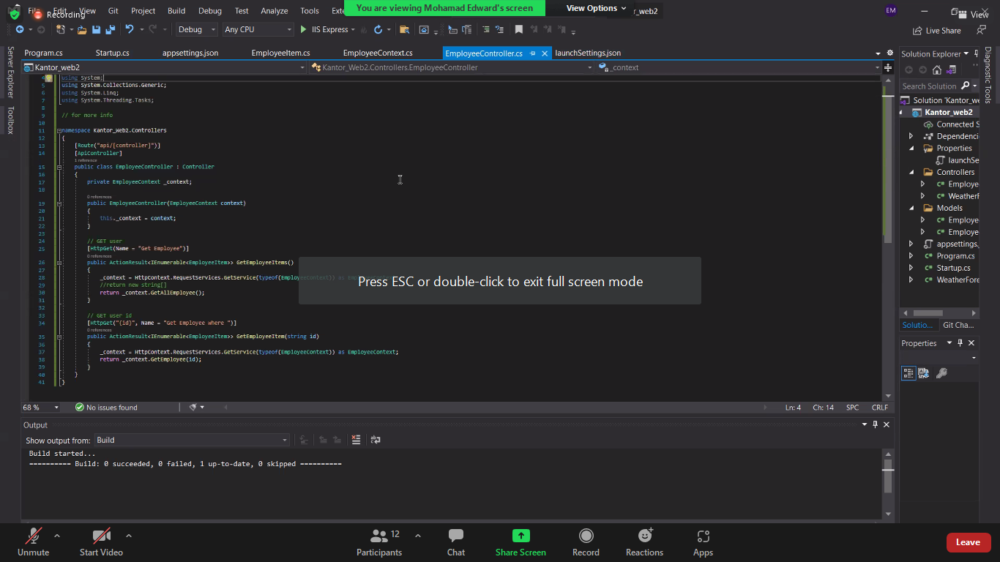 File Edit View Git Project Build Debug Test Analyze Tools
Recording
You are viewing Mohamad Edward's screen
View Options
EM
View
Debug
Any CPU
IIS Express
Live Share
Server Explorer
Toolbox
Program.cs Startup.cs appsettings.json EmployeeItem.cs EmployeeContext.cs EmployeeController.cs launchSettings.json
Kantor_web2
Kantor_Web2.Controllers.EmployeeController
_context
4 using System;
5 using System.Collections.Generic;
6 using System.Linq;
7 using System.Threading.Tasks;
8
9 // for more info
10
11 namespace Kantor_Web2.Controllers
12 {
13 [Route("api/[controller]")]
14 [ApiController]
1 reference
15 public class EmployeeController : Controller
16 {
17 private EmployeeContext _context;
18
0 references
19 public EmployeeController(EmployeeContext context)
20 {
21 this._context = context;
22 }
23
24 // GET user
25 [HttpGet(Name = "Get Employee")]
0 references
26 public ActionResult<IEnumerable<EmployeeItem>> GetEmployeeItems()
27 {
28 _context = HttpContext.RequestServices.GetService(typeof(EmployeeContext)) as
29 //return new string[]
30 return _context.GetAllEmployee();
31 }
32
33 // GET user id
34 [HttpGet("{id}", Name = "Get Employee where ")]
0 references
35 public ActionResult<IEnumerable<EmployeeItem>> GetEmployeeItem(string id)
36 {
37 _context = HttpContext.RequestServices.GetService(typeof(EmployeeContext)) as EmployeeContext;
38 return _context.GetEmployee(id);
39 }
40 }
41 }
Press ESC or double-click to exit full screen mode
68 %
No issues found
Ln: 4 Ch: 14 SPC CRLF
Output
Show output from: Build
Build started...
---------- Build: 0 succeeded, 0 failed, 1 up-to-date, 0 skipped ----------
Solution Explorer
Search Solution
Solution 'Kantor_we
Kantor_web2
Connected S
Dependenci
Properties
launchSe
Controllers
Employe
WeatherF
Models
Employe
Employe
appsettings.
Program.cs
Startup.cs
WeatherFore
Solutio... Git Cha...
Properties
Diagnostic Tools
Unmute
Start Video
12
Participants
Chat
Share Screen
Record
Reactions
Apps
Leave